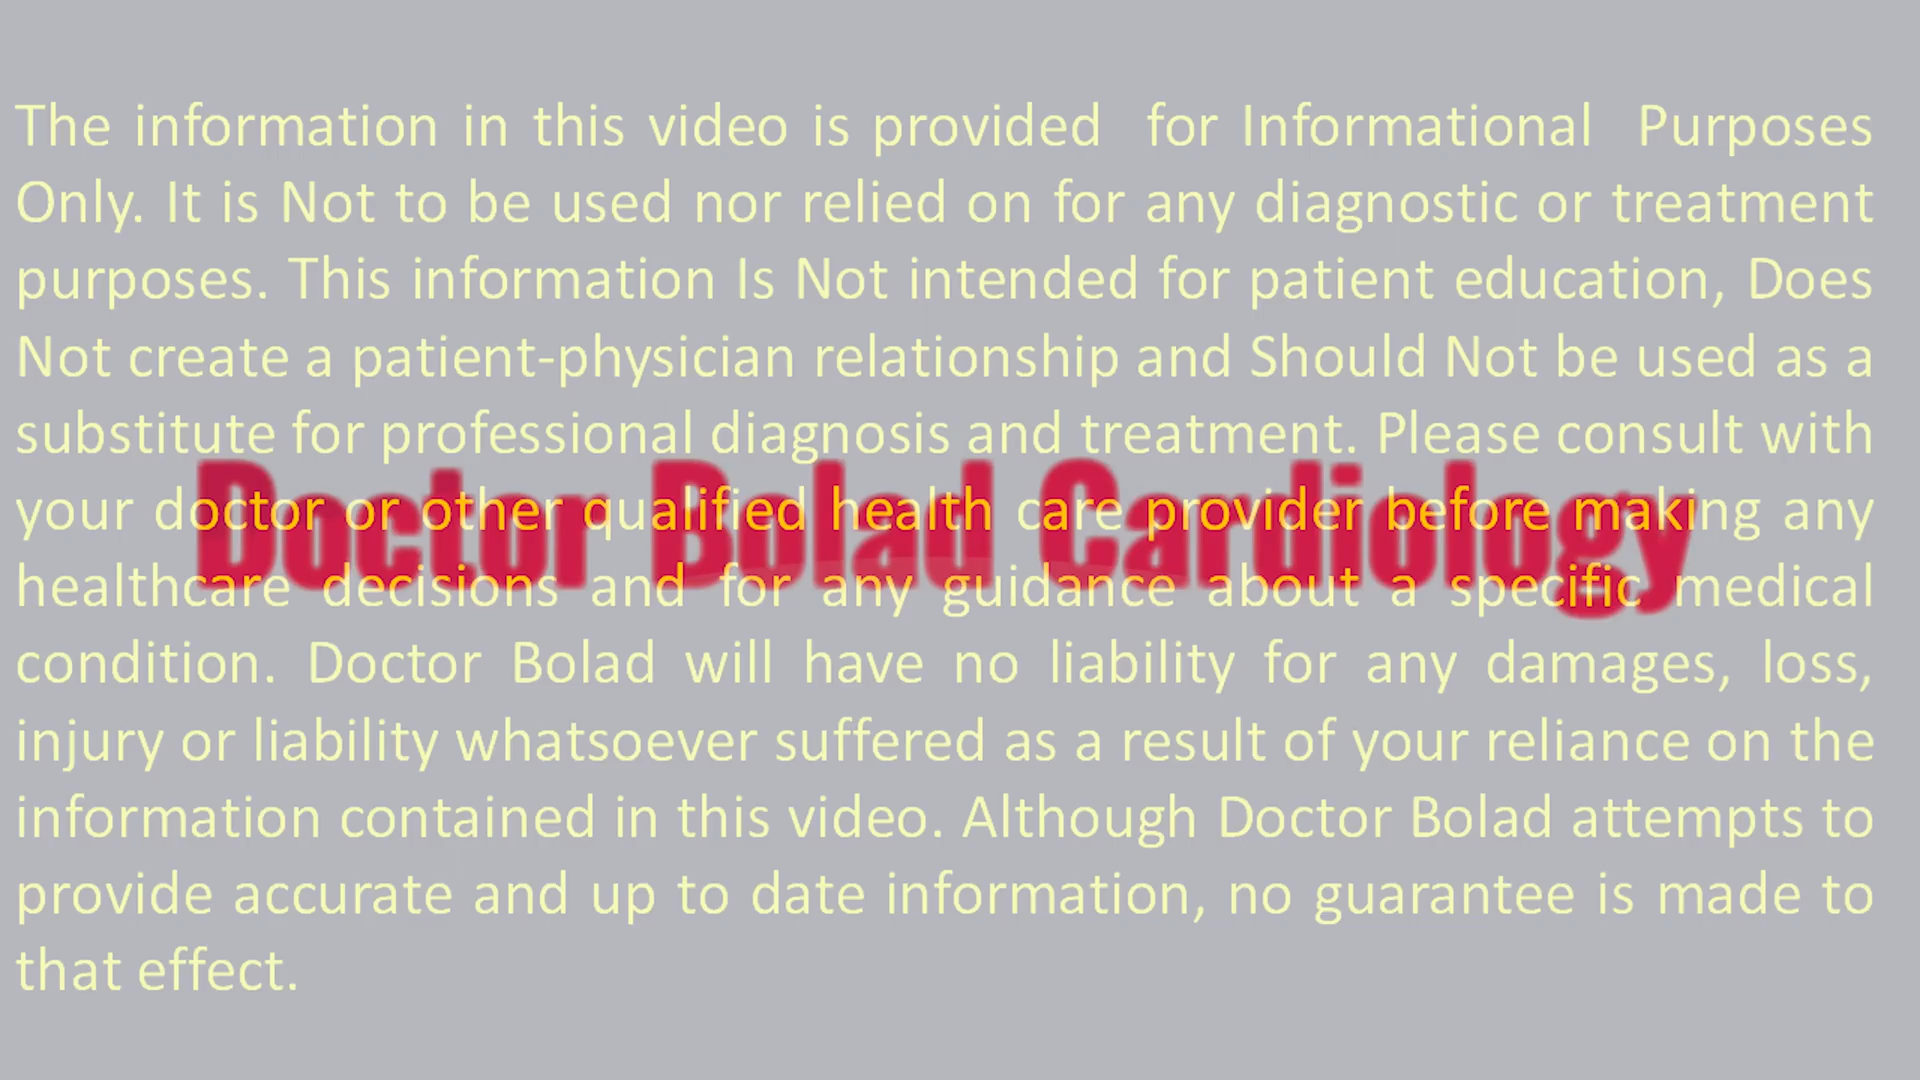 The information in this video is provided for Informational Purposes
Only. It is Not to be used nor relied on for any diagnostic or treatment
purposes. This information Is Not intended for patient education, Does
Not create a patient-physician relationship and Should Not be used as a
substitute for professional diagnosis and treatment. Please consult with
Doctor Bolad Cardiology
your doctor or other qualified health care provider before making any
healthcare decisions and for any guidance about a specific medical
condition. Doctor Bolad will have no liability for any damages, loss,
injury or liability whatsoever suffered as a result of your reliance on the
information contained in this video. Although Doctor Bolad attempts to
provide accurate and up to date information, no guarantee is made to
that effect.